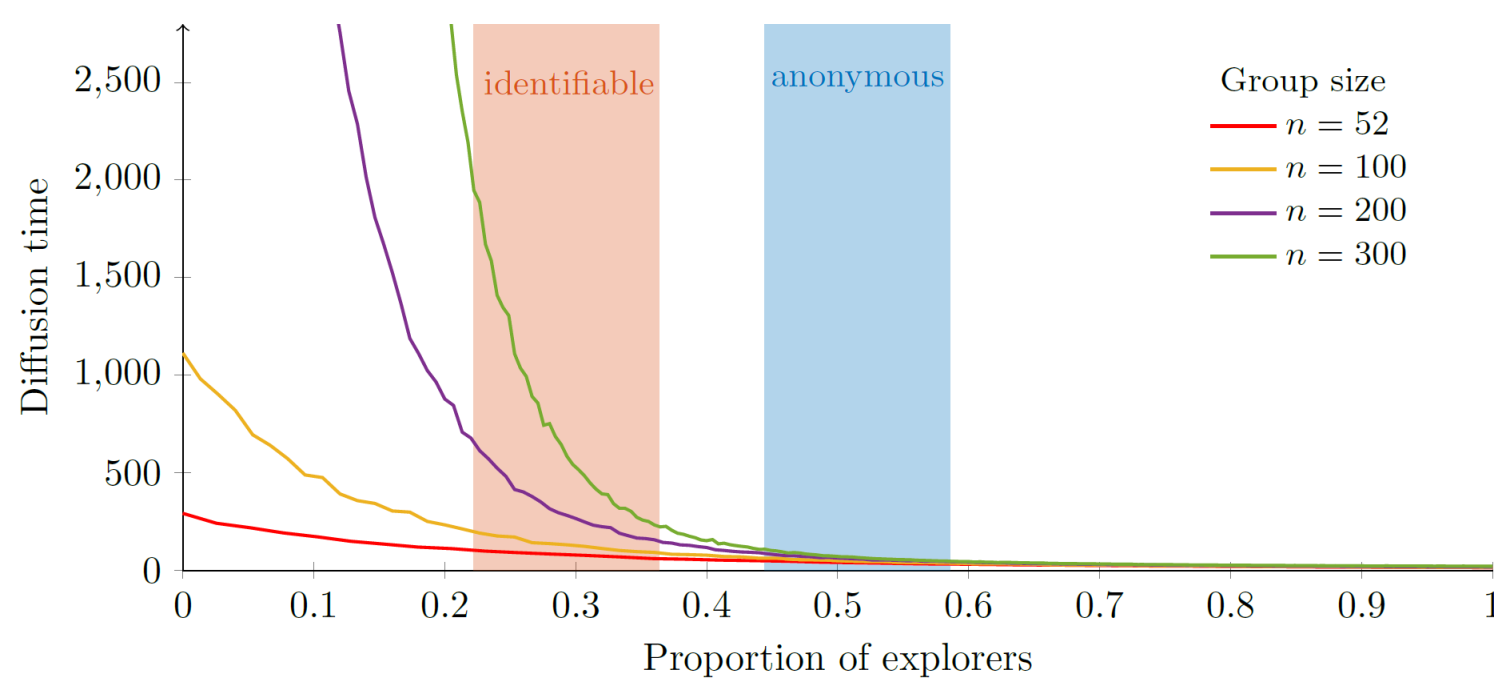 2,500
2,000
1,500
1,000
500
0
Diffusion time
identifiable
anonymous
Group size
n = 52
n = 100
n = 200
n = 300
0 0.1 0.2 0.3 0.4 0.5 0.6 0.7 0.8 0.9 1
Proportion of explorers